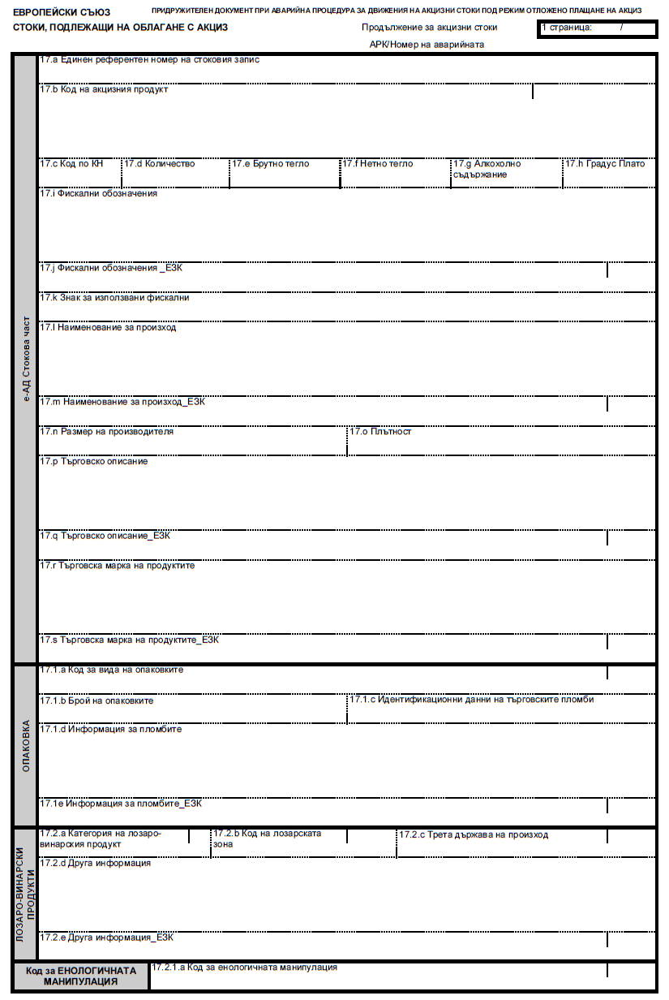 ЕВРОПЕЙСКИ СЪЮЗ
ПРИДРУЖИТЕЛЕН ДОКУМЕНТ ПРИ АВАРИЙНА ПРОЦЕДУРА ЗА ДВИЖЕНИЯ НА АКЦИЗНИ СТОКИ ПОД РЕЖИМ ОТЛОЖЕНО ПЛАЩАНЕ НА АКЦИЗ
СТОКИ, ПОДЛЕЖАЩИ НА ОБЛАГАНЕ С АКЦИЗ
Продължение за акцизни стоки
1 страница: /
АРК/Номер на аварийната
е-АД Стокова част
17.a Единен референтен номер на стоковия запис
17.b Код на акцизния продукт
17.c Код по КН
17.d Количество
17.e Брутно тегло
17.f Нетно тегло
17.g Алкохолно
съдържание
17.h Градус Плато
17.i Фискални обозначения
17.j Фискални обозначения _ЕЗК
17.k Знак за използвани фискални
17.l Наименование за произход
17.m Наименование за произход_ЕЗК
17.n Размер на производителя
17.o Плътност
17.p Търговско описание
17.q Търговско описание_ЕЗК
17.r Търговска марка на продуктите
17.s Търговска марка на продуктите_ЕЗК
ОПАКОВКА
17.1.a Код за вида на опаковките
17.1.b Брой на опаковките
17.1.c Идентификационни данни на търговските пломби
17.1.d Информация за пломбите
17.1e Информация за пломбите_ЕЗК
ЛОЗАРО-ВИНАРСКИ
ПРОДУКТИ
17.2.a Категория на лозаро-
винарския продукт
17.2.b Код на лозарската
зона
17.2.c Трета държава на произход
17.2.d Друга информация
17.2.e Друга информация_ЕЗК
Код за ЕНОЛОГИЧНАТА
МАНИПУЛАЦИЯ
17.2.1.a Код за енологичната манипулация